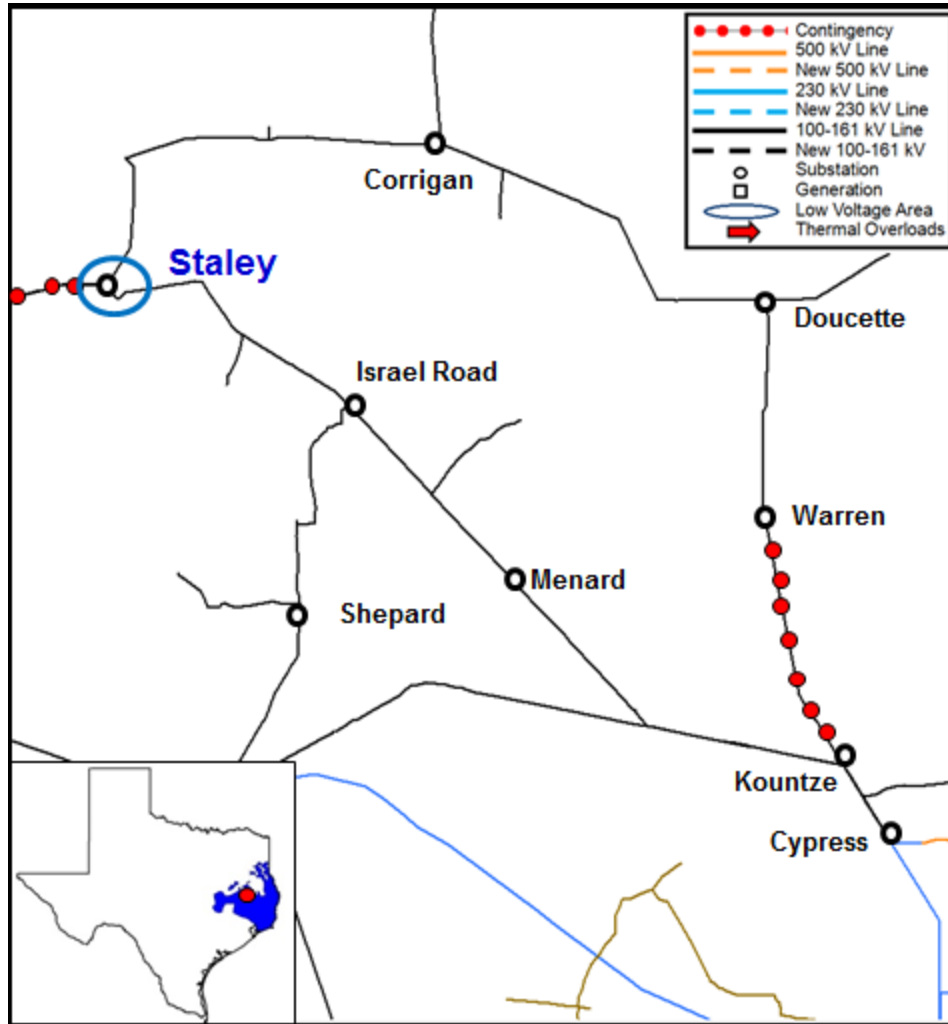 Contingency
500 kV Line
New 500 kV Line
230 kV Line
New 230 kV Line
100-161 kV Line
New 100-161 kV
Substation
Generation
Low Voltage Area
Thermal Overloads
Corrigan
Staley
Doucette
Israel Road
Warren
Menard
Shepard
Kountze
Cypress